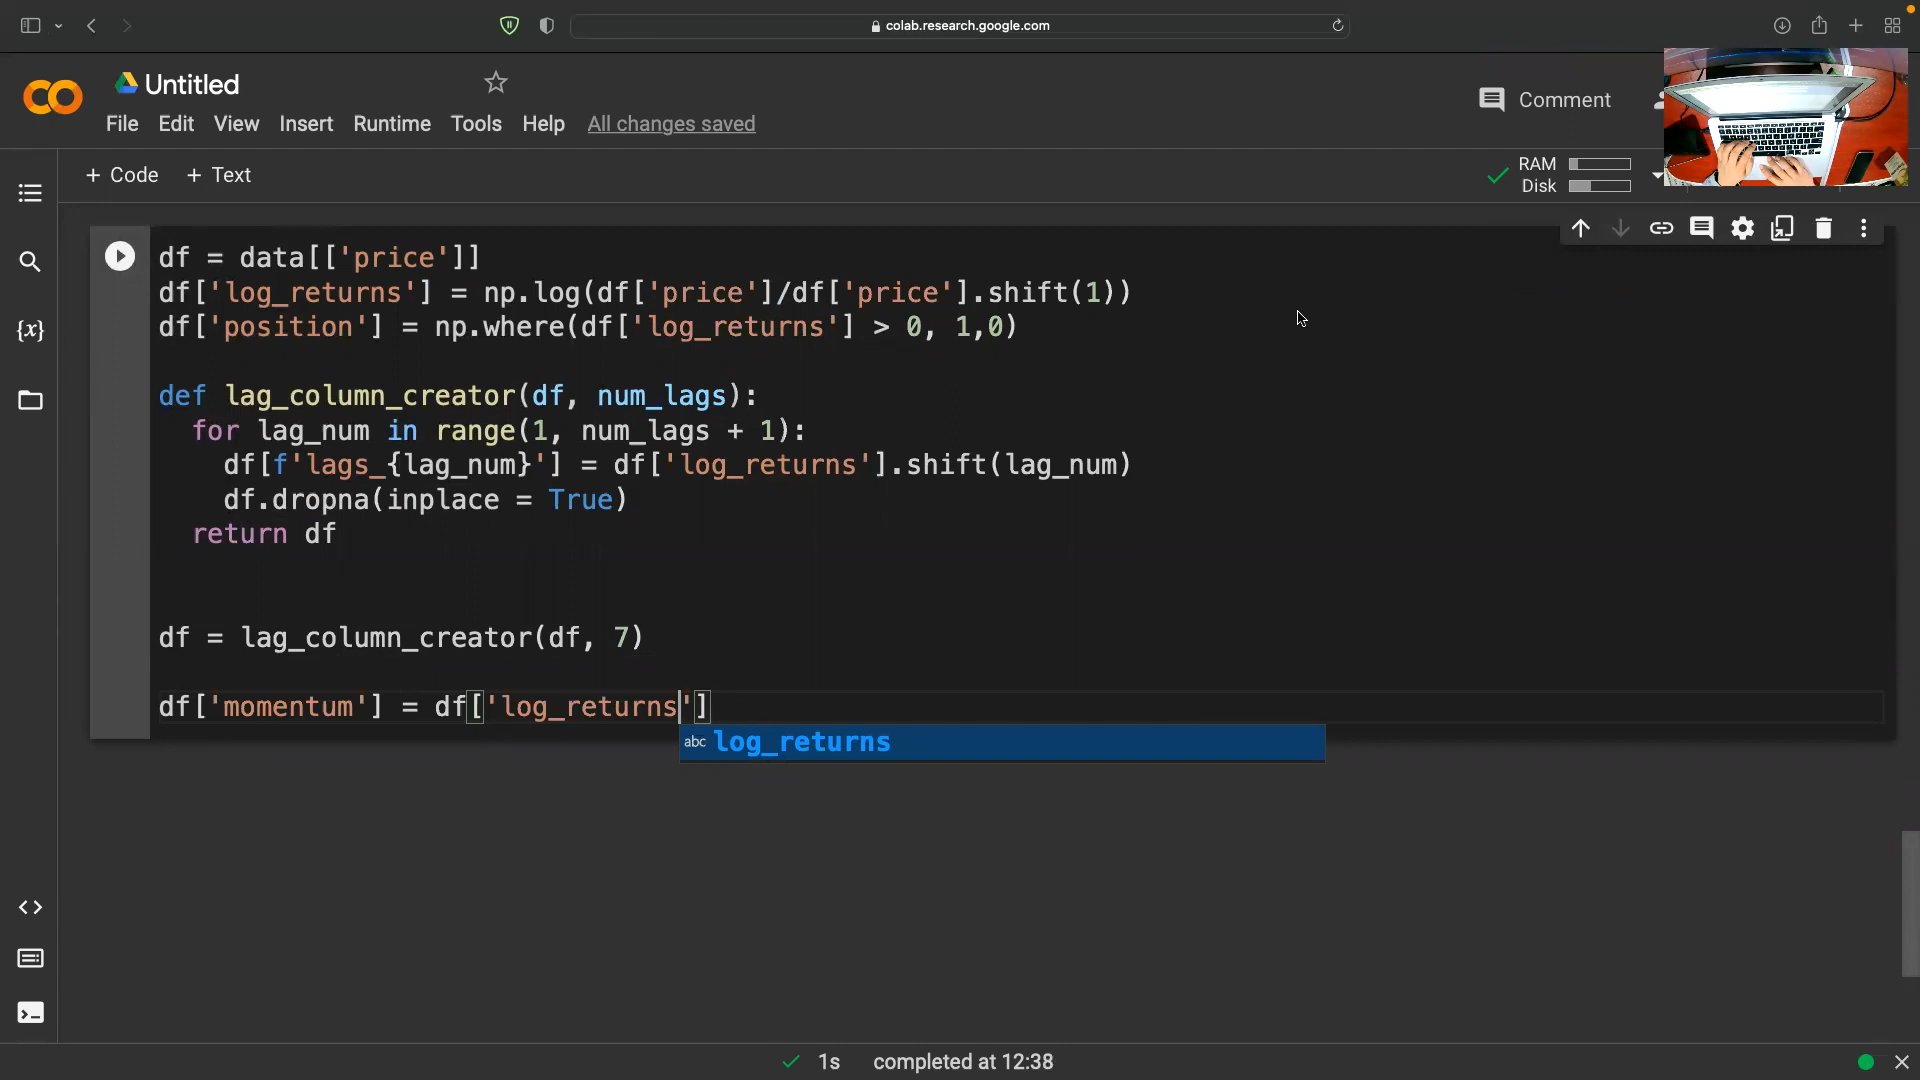 colab.research.google.com
Untitled
Comment
File Edit View Insert Runtime Tools Help All changes saved
+ Code + Text
RAM
Disk
df = data[['price']]
df['log_returns'] = np.log(df['price']/df['price'].shift(1))
df['position'] = np.where(df['log_returns'] > 0, 1,0)
def lag_column_creator(df, num_lags):
for lag_num in range(1, num_lags + 1):
df[f'lags_{lag_num}'] = df['log_returns'].shift(lag_num)
df.dropna(inplace = True)
return df
df = lag_column_creator(df, 7)
df['momentum'] = df['log_returns']
abc log_returns
{x}
1s completed at 12:38